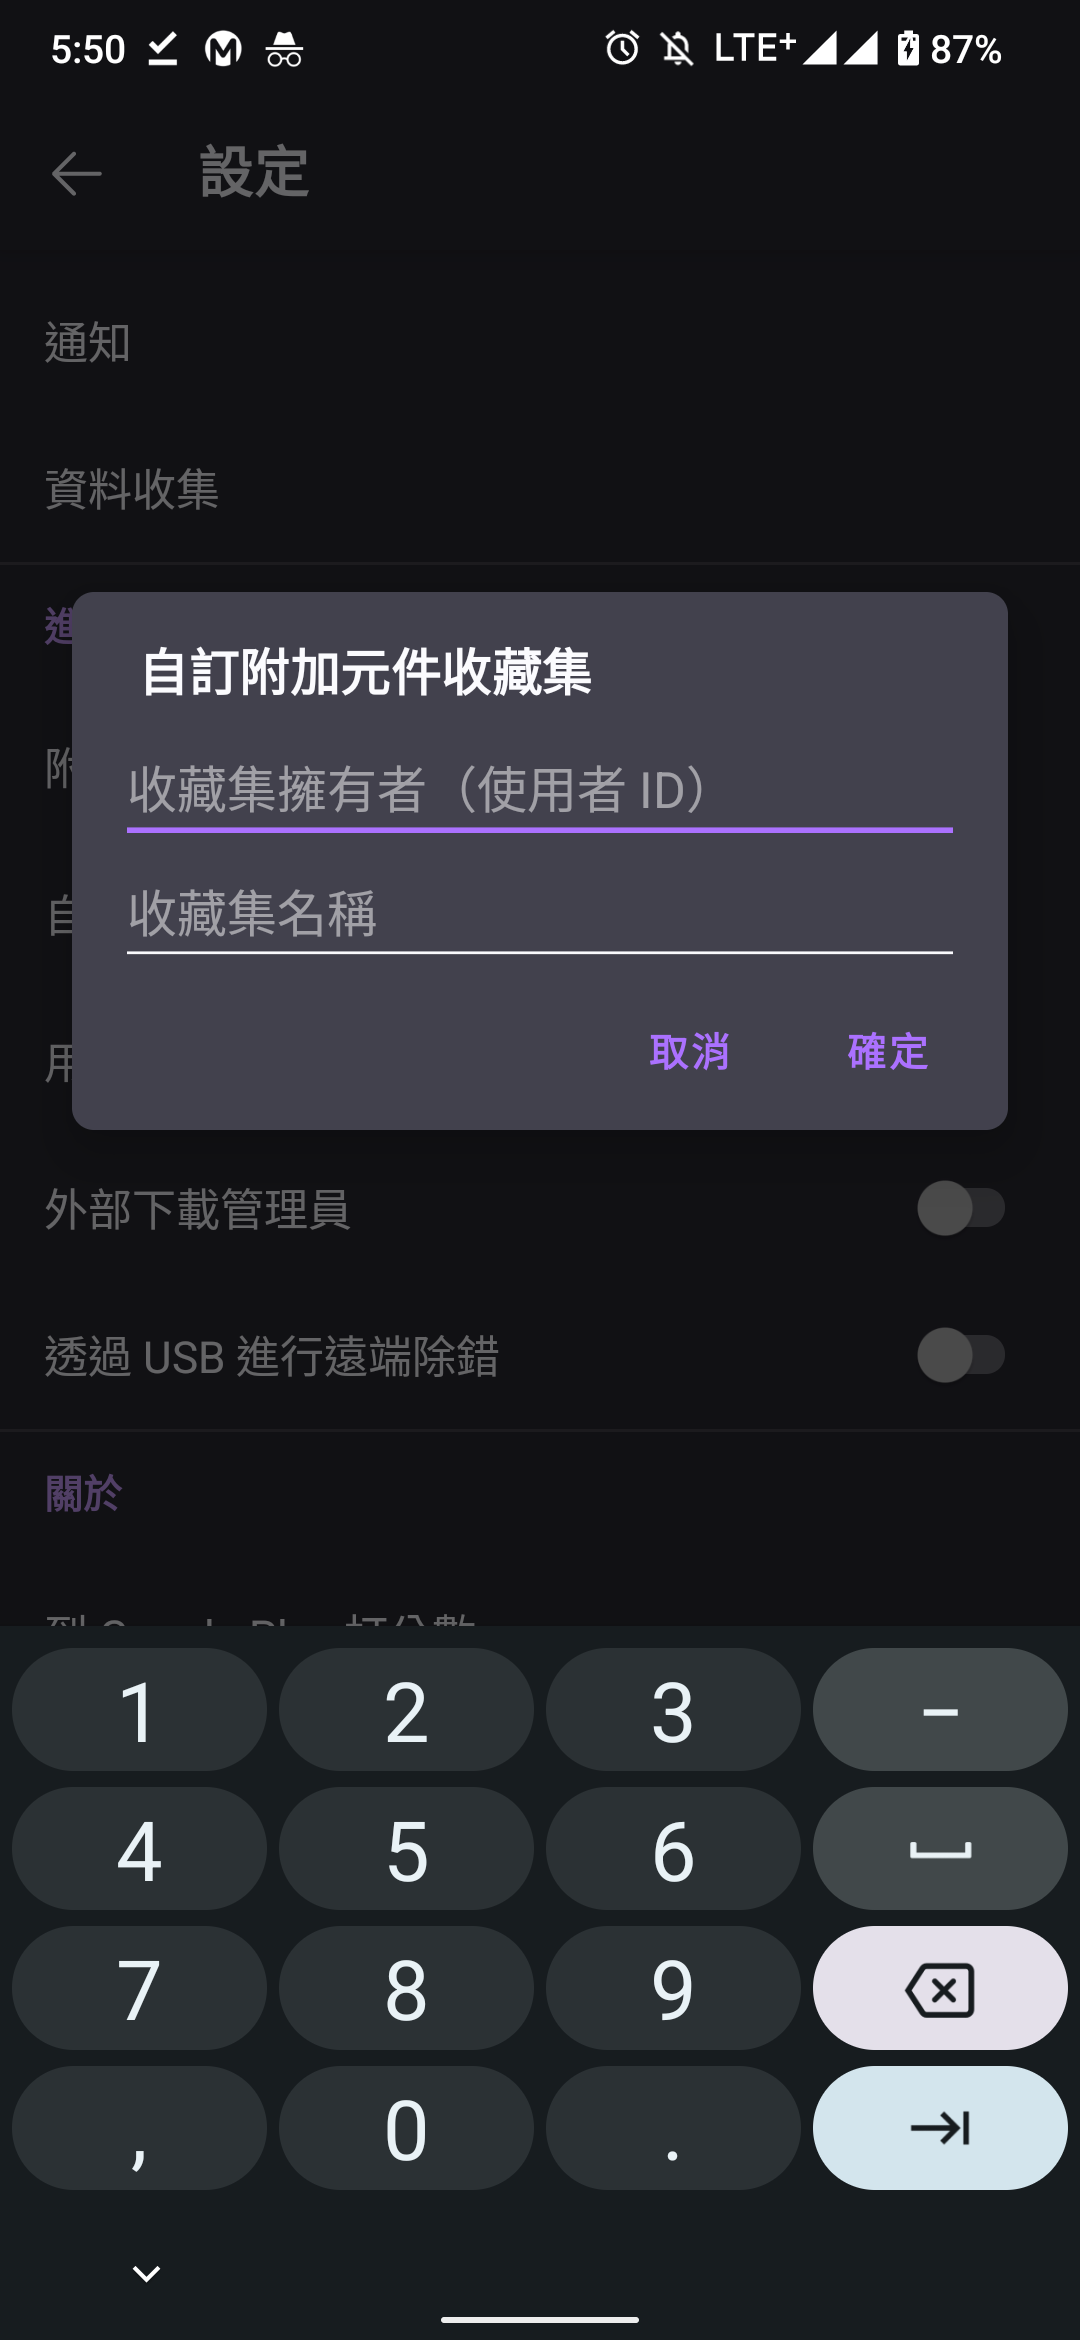 5:50 LTE+ 87%
設定
通知
資料收集
進
自訂附加元件收藏集
收藏集擁有者（使用者 ID）
收藏集名稱
取消 確定
附
自
用
外部下載管理員
透過 USB 進行遠端除錯
關於
1 2 3 –
4 5 6
7 8 9
, 0 .